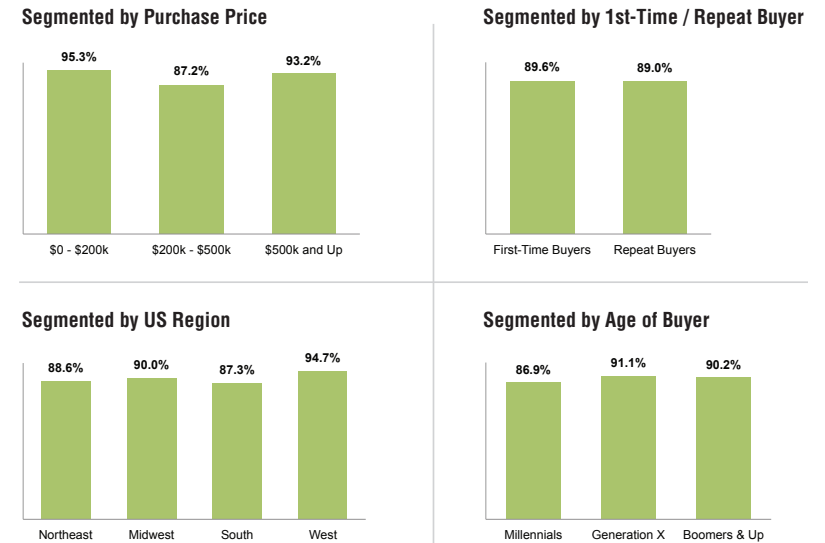 Segmented by Purchase Price
95.3%
87.2%
93.2%
$0 - $200k
$200k - $500k
$500k and Up
Segmented by 1st-Time / Repeat Buyer
89.6%
89.0%
First-Time Buyers
Repeat Buyers
Segmented by US Region
88.6%
90.0%
87.3%
94.7%
Northeast
Midwest
South
West
Segmented by Age of Buyer
86.9%
91.1%
90.2%
Millennials
Generation X
Boomers & Up